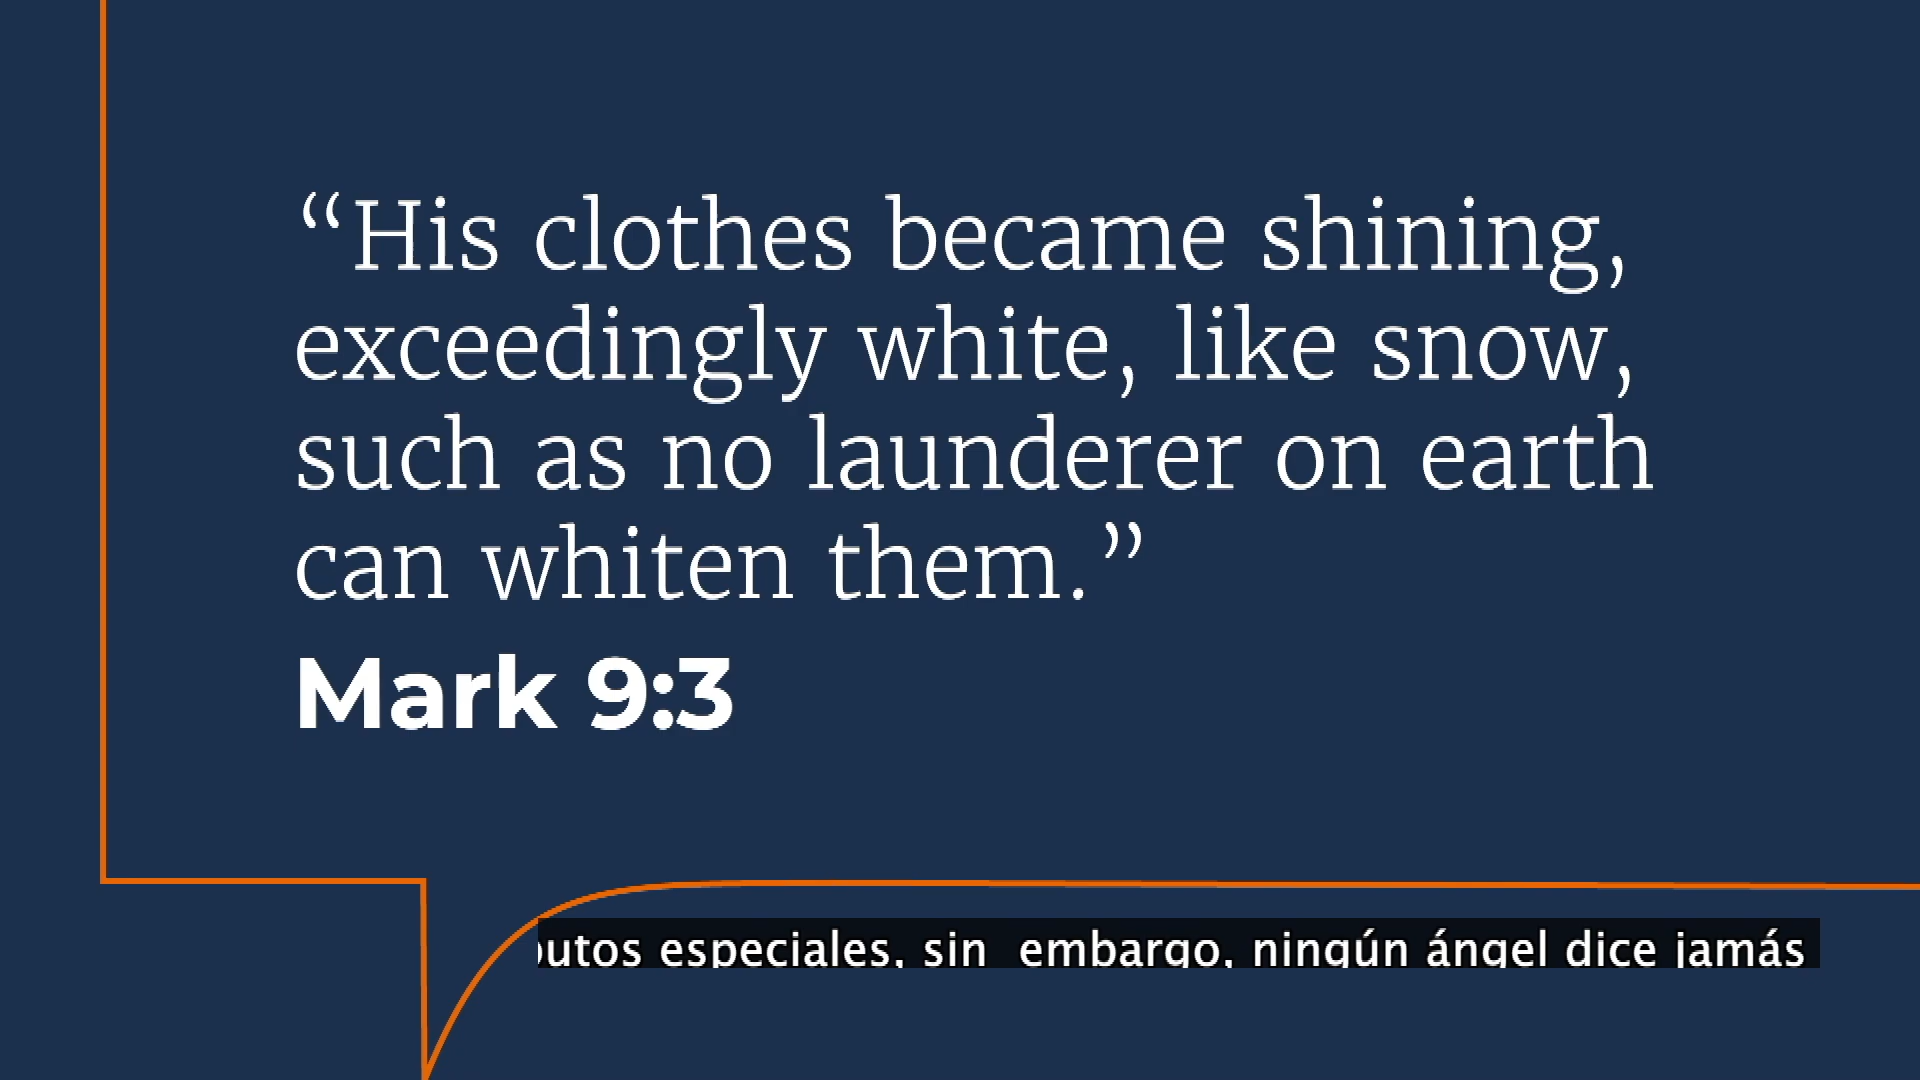 “His clothes became shining,
exceedingly white, like snow,
such as no launderer on earth
can whiten them.”
Mark 9:3
especiales, sin embargo, ningún ángel dice jamás